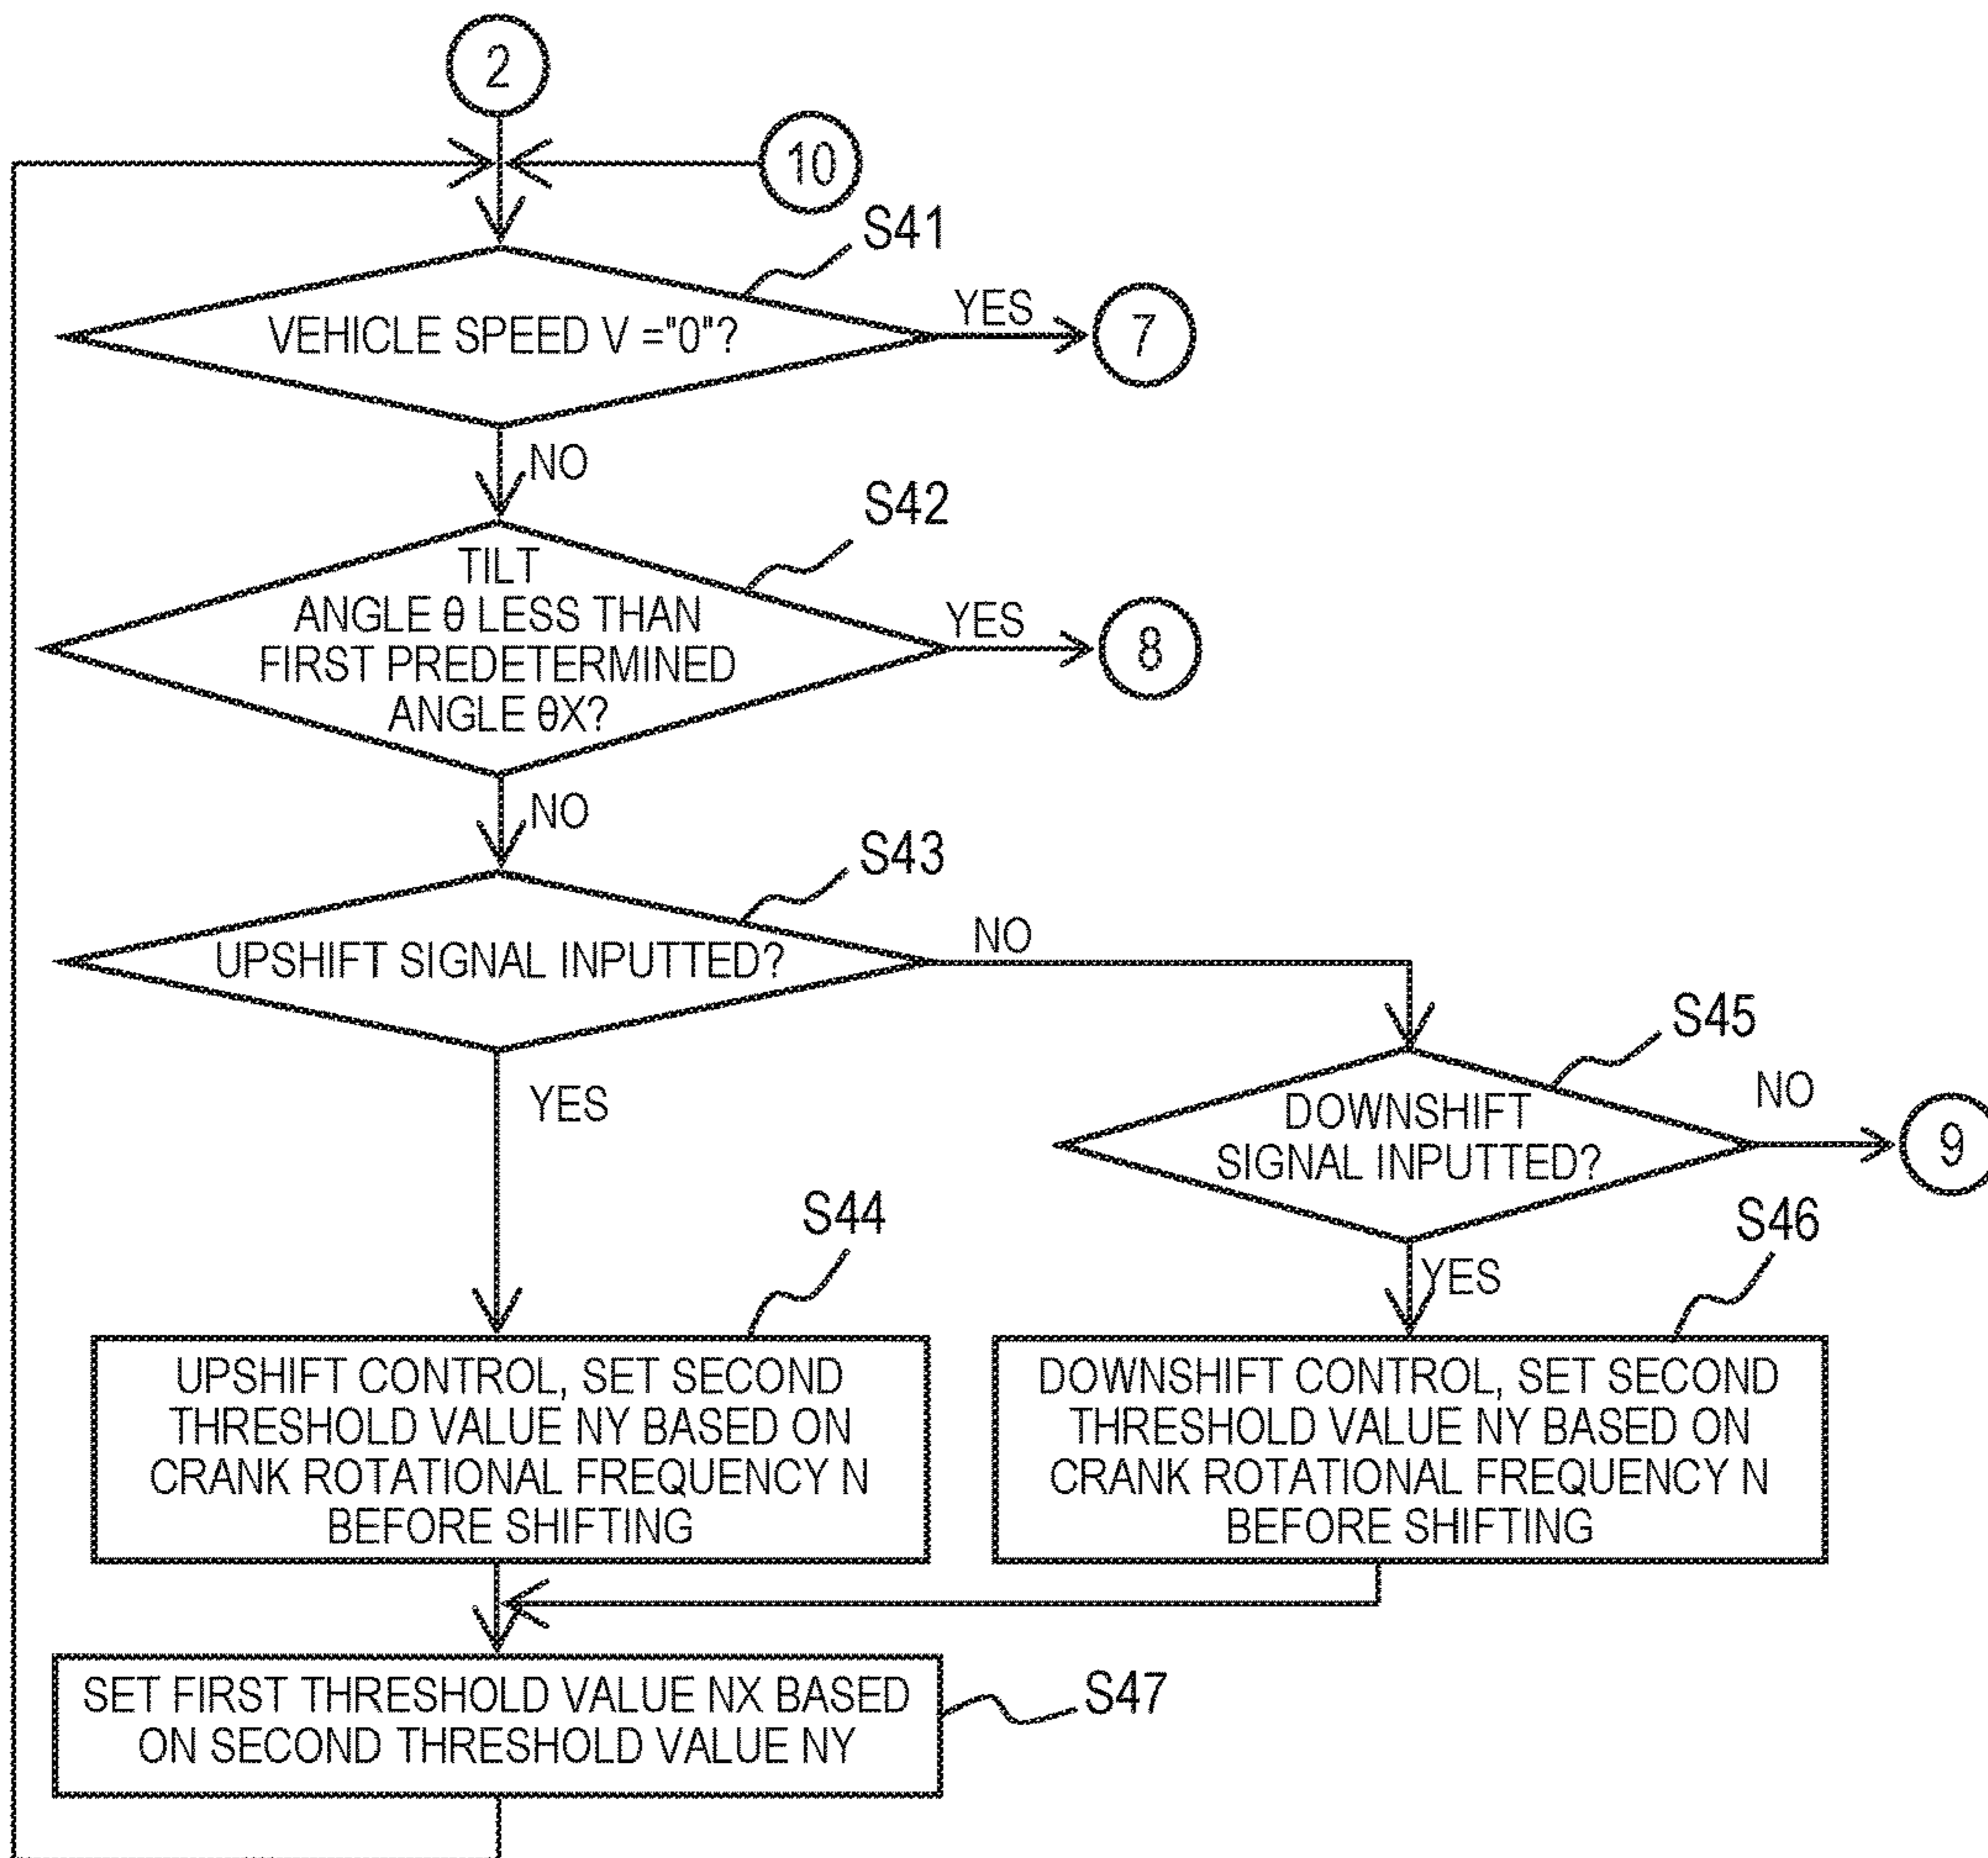 2
10
S41
VEHICLE SPEED V ="0"?
YES
7
NO
S42
TILT
ANGLE θ LESS THAN
FIRST PREDETERMINED
ANGLE θX?
YES
8
NO
S43
UPSHIFT SIGNAL INPUTTED?
NO
YES
S45
DOWNSHIFT
SIGNAL INPUTTED?
NO
9
YES
S44
UPSHIFT CONTROL, SET SECOND
THRESHOLD VALUE NY BASED ON
CRANK ROTATIONAL FREQUENCY N
BEFORE SHIFTING
S46
DOWNSHIFT CONTROL, SET SECOND
THRESHOLD VALUE NY BASED ON
CRANK ROTATIONAL FREQUENCY N
BEFORE SHIFTING
SET FIRST THRESHOLD VALUE NX BASED
ON SECOND THRESHOLD VALUE NY
S47